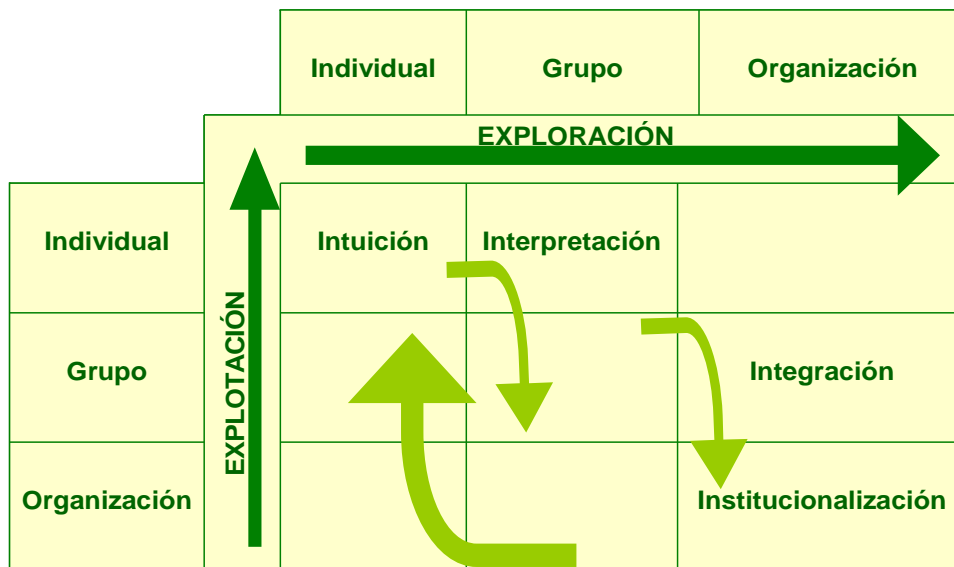 Individual Grupo Organización
EXPLORACIÓN
Individual Intuición Interpretación
EXPLOTACIÓN
Grupo Integración
Organización Institucionalización